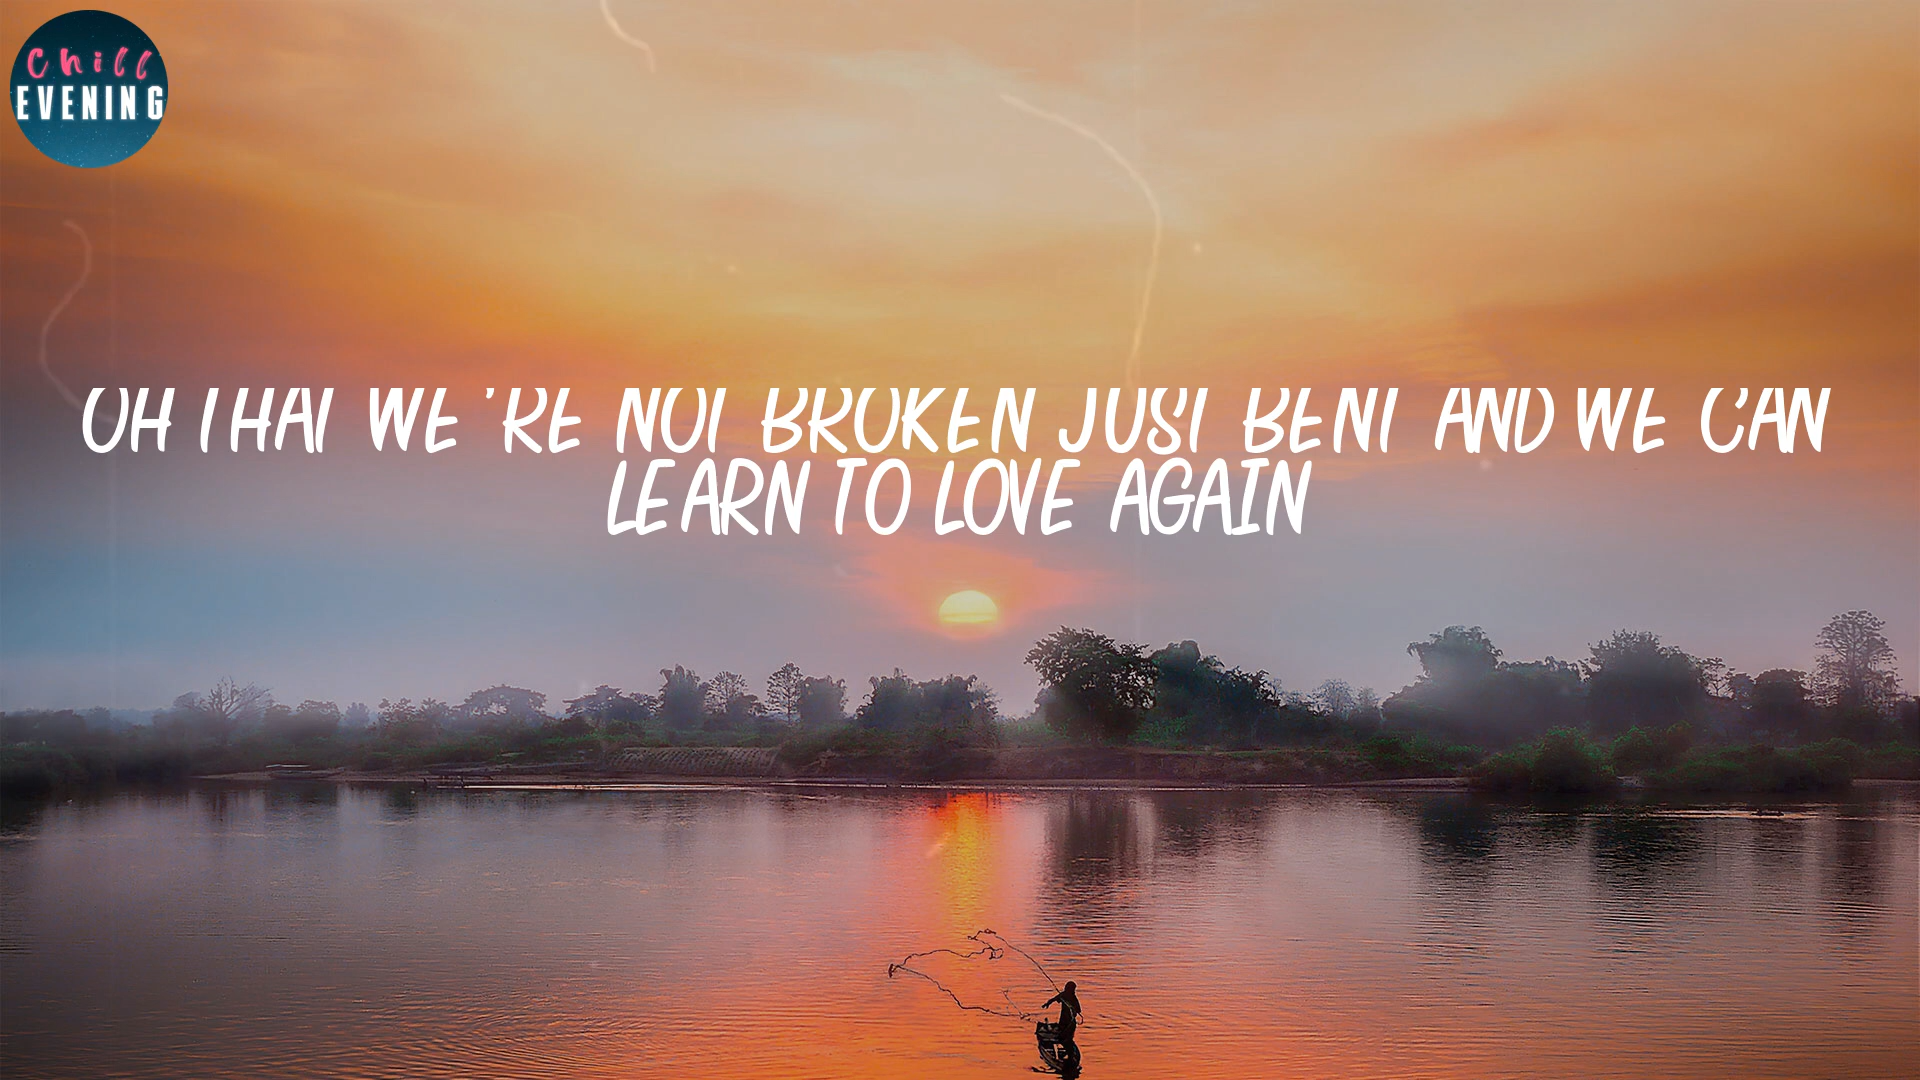 Chill
EVENING
OH THAT WE'RE NOT BROKEN JUST BENT AND WE CAN
LEARN TO LOVE AGAIN